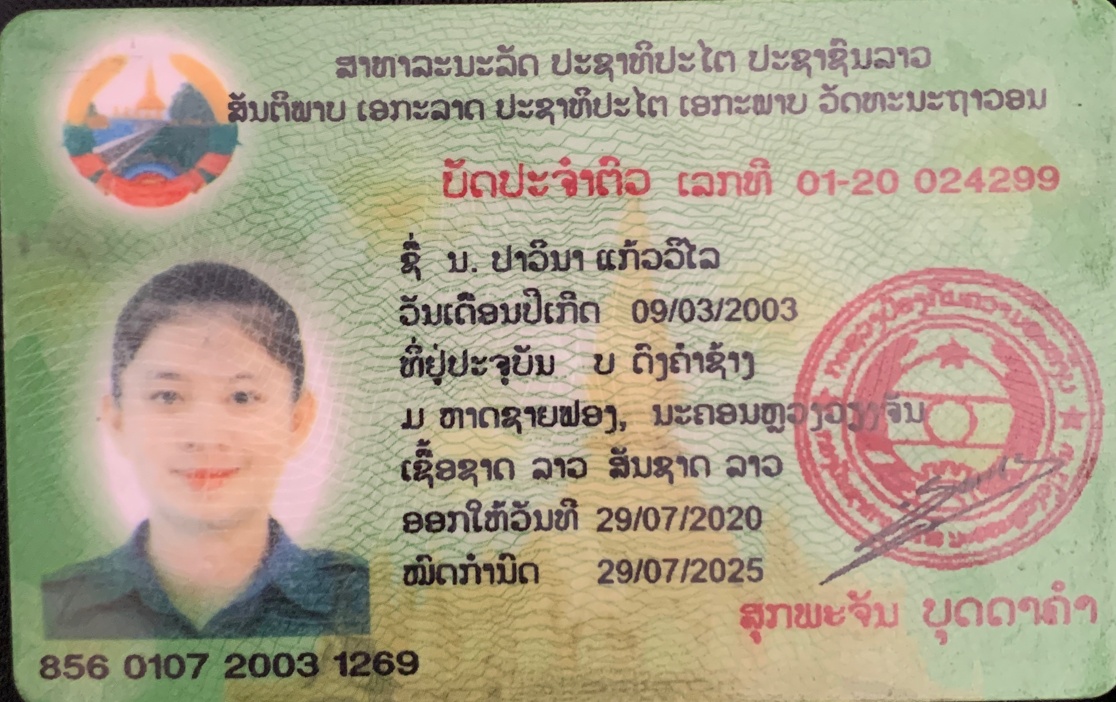 ສາທາລະນະລັດ ປະຊາທິປະໄຕ ປະຊາຊົນລາວ
ສັນຕິພາບ ເອກະລາດ ປະຊາທິປະໄຕ ເອກະພາບ ວັດທະນະຖາວອນ
ບັດປະຈຳຕົວ ເລກທີ 01-20 024299
ຊື່ ນ. ປາວິນາ ແກ້ວວິໄລ
ວັນເດືອນປີເກີດ 09/03/2003
ທີ່ຢູ່ປະຈຸບັນ ບ ດົງຄຳຊ້າງ
ມ ຫາດຊາຍຟອງ, ນະຄອນຫຼວງວຽງຈັນ
ເຊື້ອຊາດ ລາວ ສັນຊາດ ລາວ
ອອກໃຫ້ວັນທີ 29/07/2020
ໝົດກຳນົດ 29/07/2025
ສຸກພະຈັນ ບຸດດາຄຳ
856 0107 2003 1269